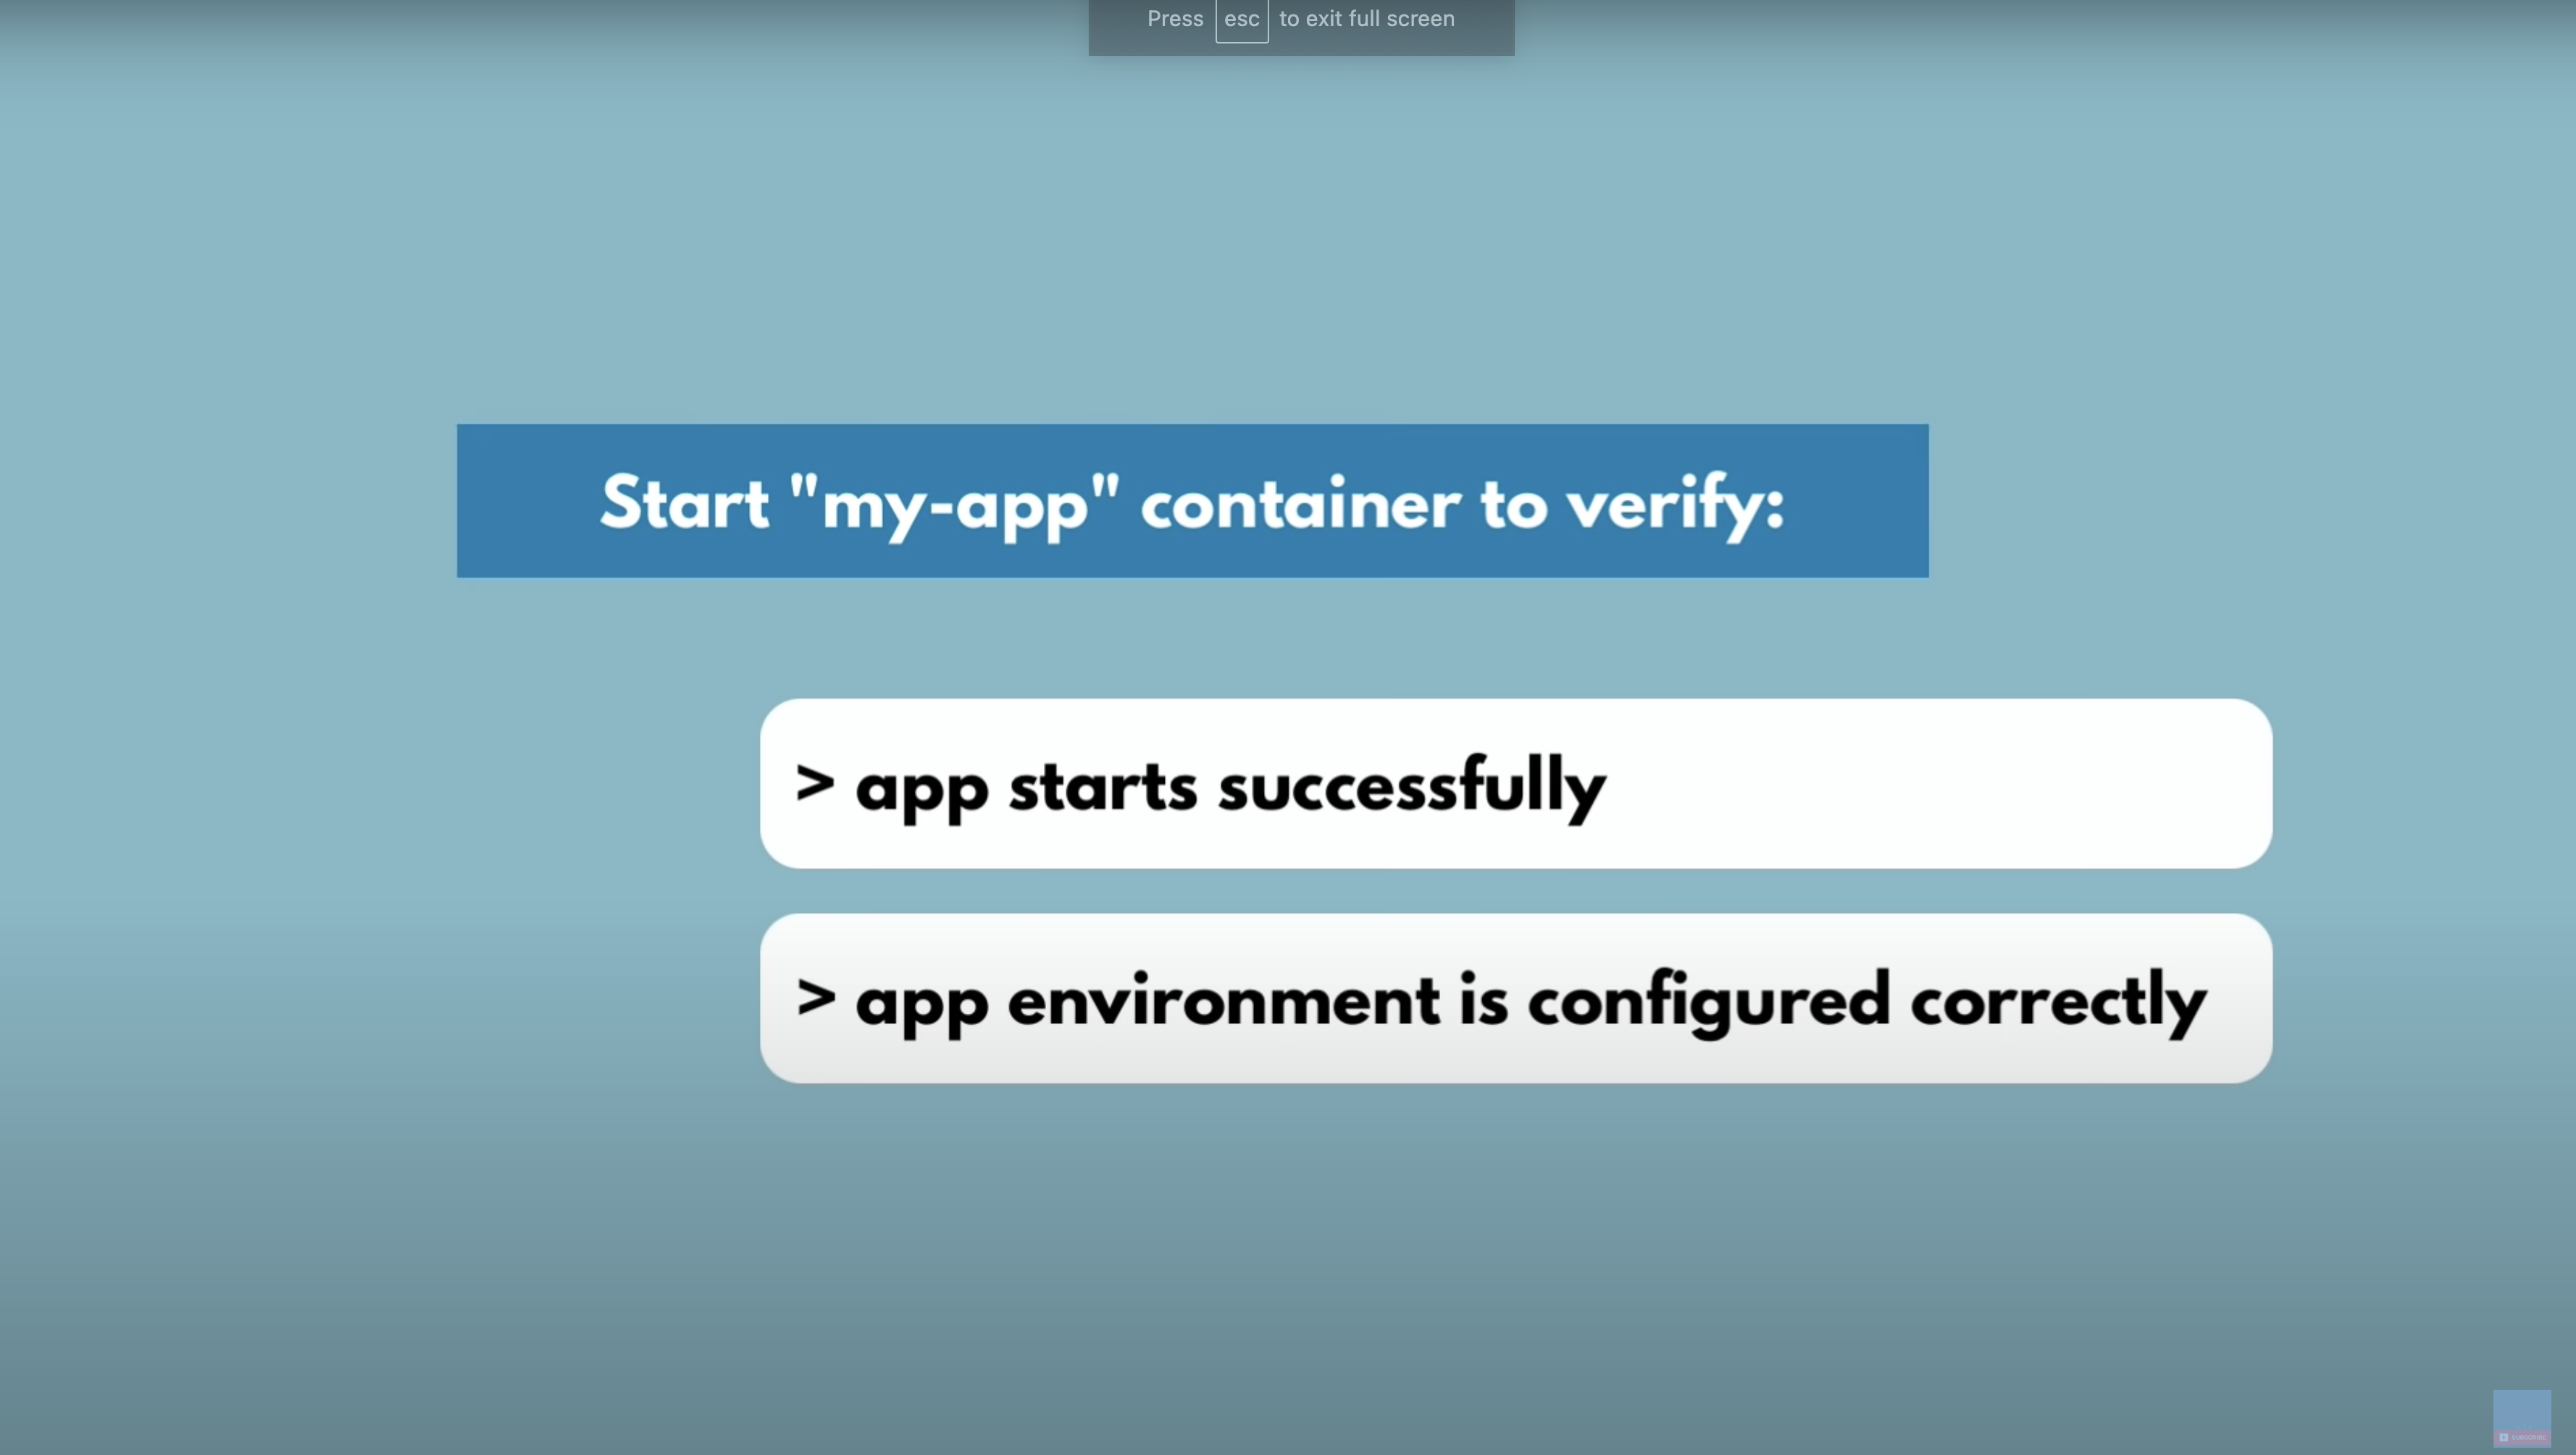 Press esc to exit full screen
Start "my-app" container to verify:
> app starts successfully
> app environment is configured correctly
SUBSCRIBE